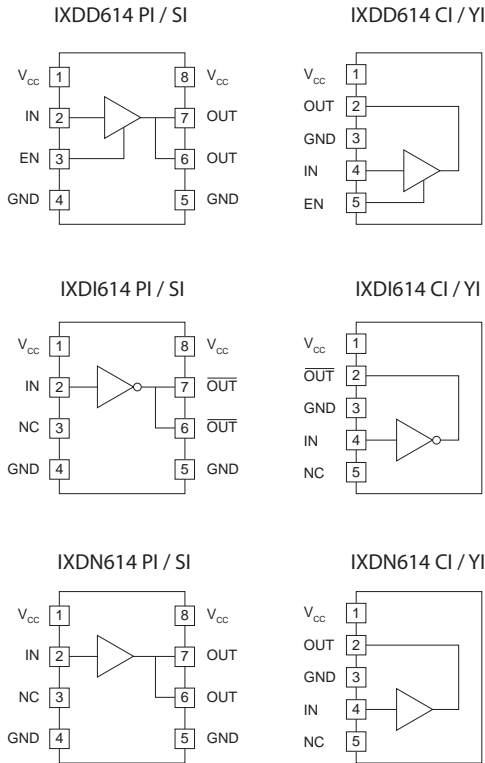 IXDD614 PI / SI
VCC 1 8 VCC
IN 2 7 OUT
EN 3 6 OUT
GND 4 5 GND
IXDD614 CI / YI
VCC 1
OUT 2
GND 3
IN 4
EN 5
IXDI614 PI / SI
VCC 1 8 VCC
IN 2 7 O̅U̅T̅
NC 3 6 O̅U̅T̅
GND 4 5 GND
IXDI614 CI / YI
VCC 1
O̅U̅T̅ 2
GND 3
IN 4
NC 5
IXDN614 PI / SI
VCC 1 8 VCC
IN 2 7 OUT
NC 3 6 OUT
GND 4 5 GND
IXDN614 CI / YI
VCC 1
OUT 2
GND 3
IN 4
NC 5